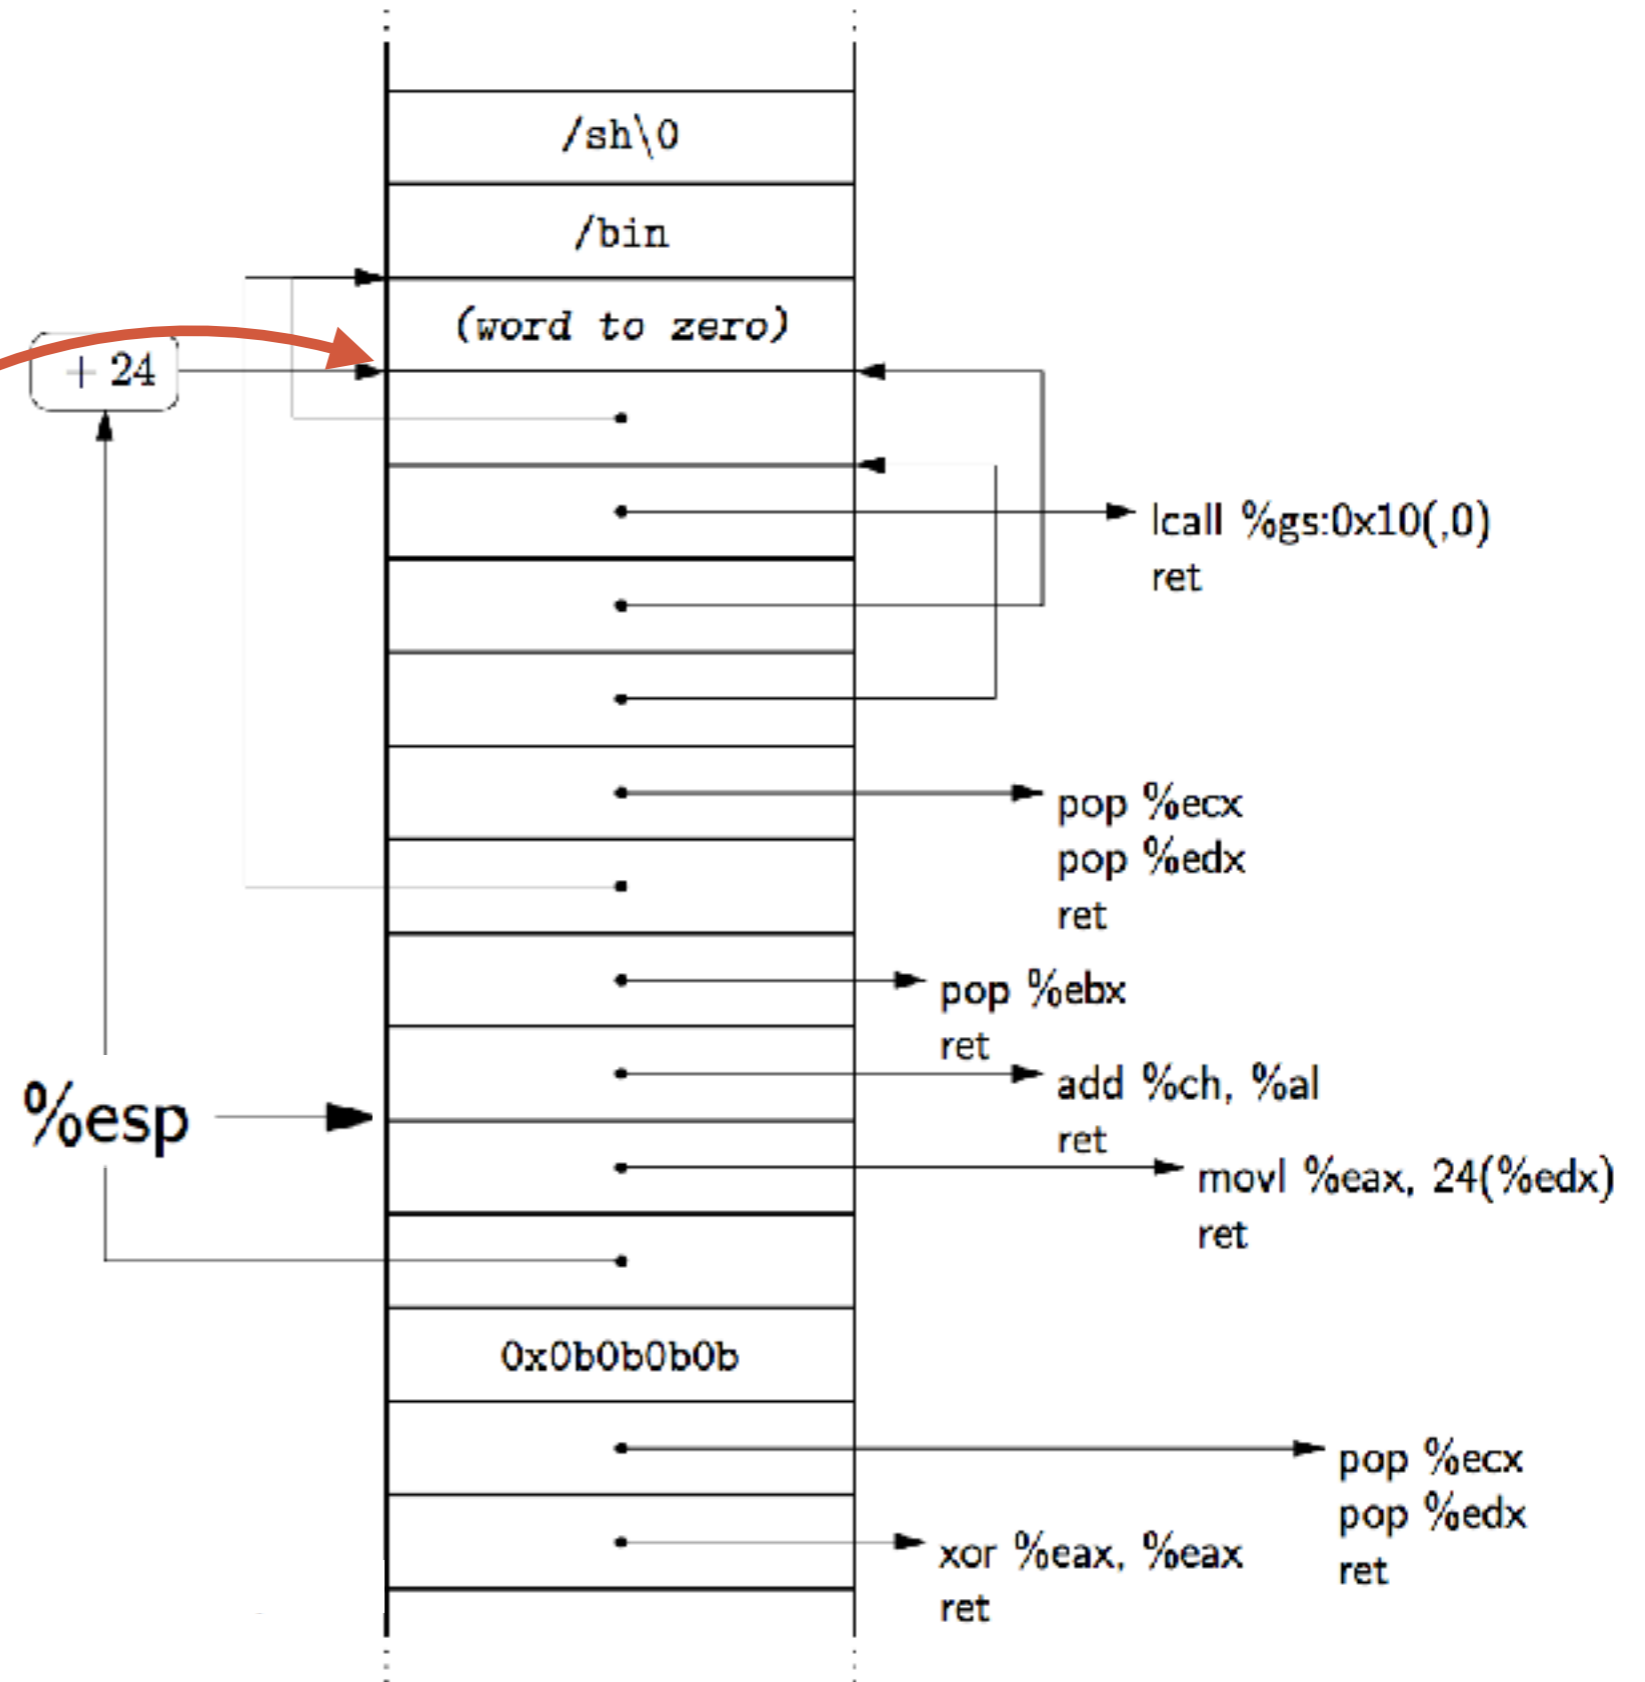 /sh\0
/bin
(word to zero)
+ 24
lcall %gs:0x10(,0)
ret
pop %ecx
pop %edx
ret
pop %ebx
ret
add %ch, %al
ret
%esp
movl %eax, 24(%edx)
ret
0x0b0b0b0b
pop %ecx
pop %edx
ret
xor %eax, %eax
ret